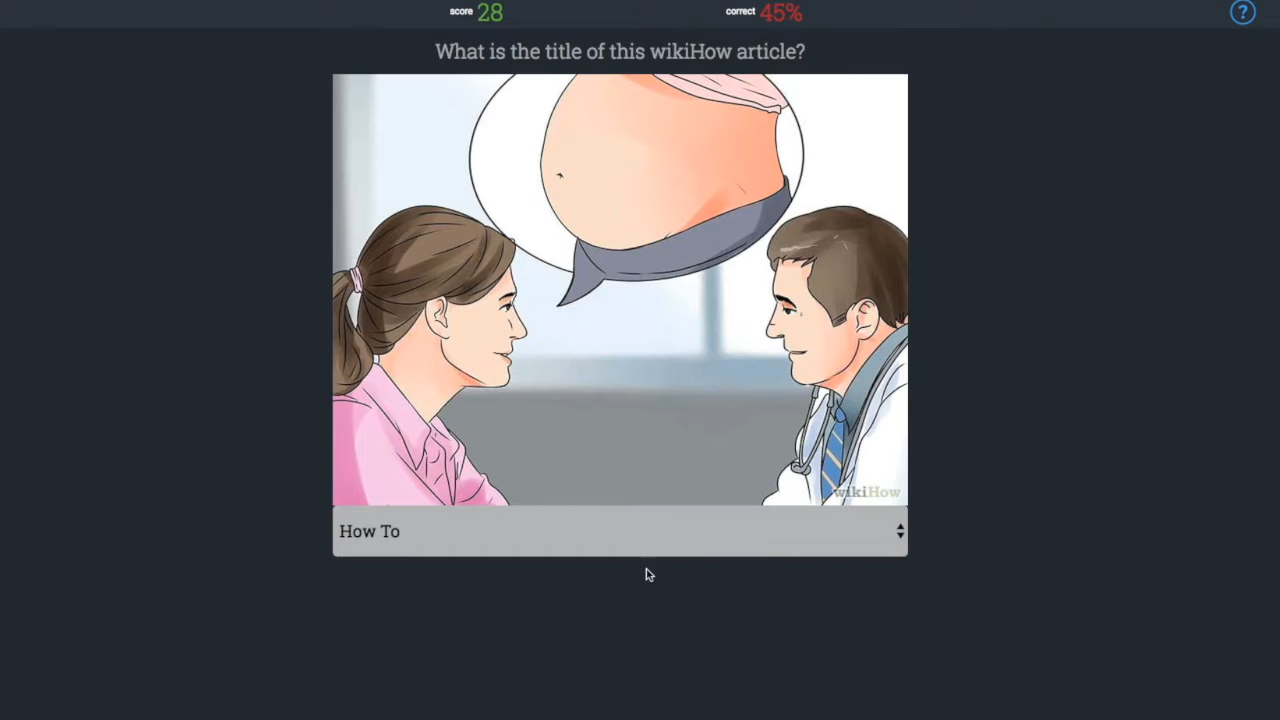 score 28
correct 45%
?
What is the title of this wikiHow article?
wikiHow
How To